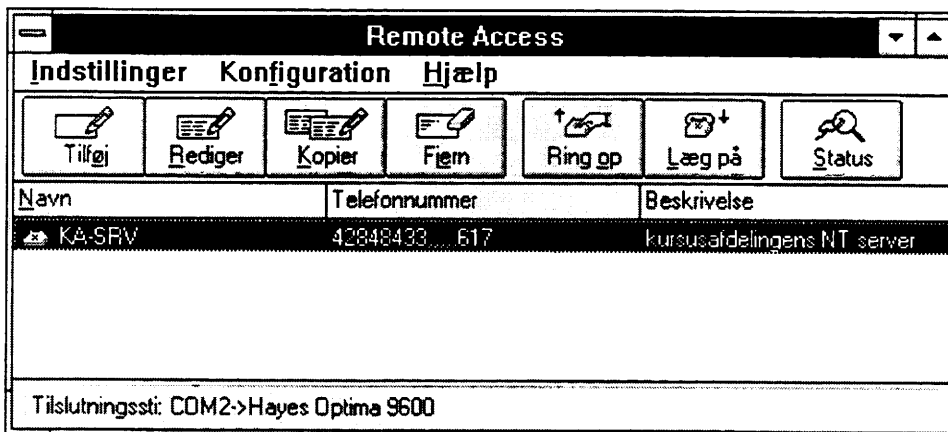 Remote Access
Indstillinger Konfiguration Hjælp
Tilføj Rediger Kopier Fjern Ring op Læg på Status
Navn Telefonnummer Beskrivelse
KA-SRV 42848433,,,,617 kursusafdelingens NT server
Tilslutningssti: COM2->Hayes Optima 9600